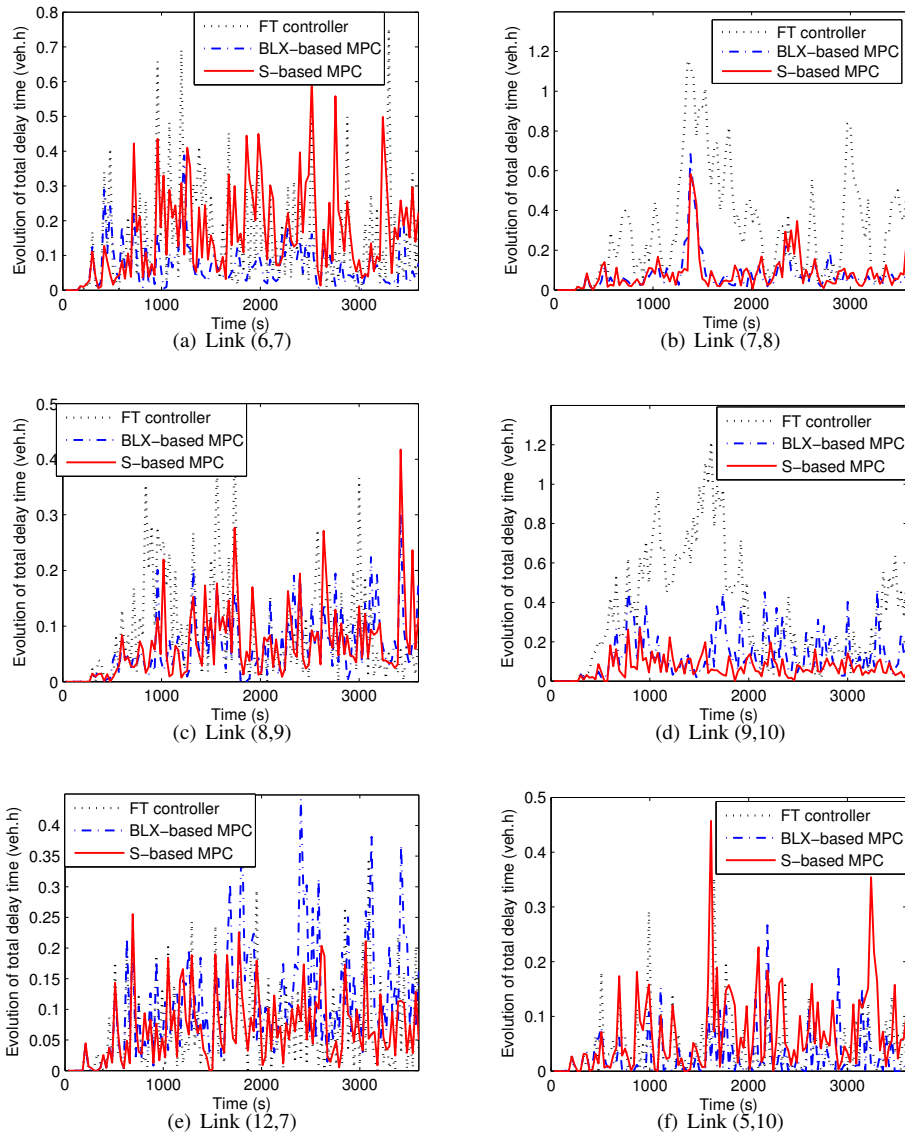 FT controller
BLX-based MPC
S-based MPC
Evolution of total delay time (veh.h)
0.8
0.7
0.6
0.5
0.4
0.3
0.2
0.1
0
0 1000 2000 3000
Time (s)
(a) Link (6,7)
FT controller
BLX-based MPC
S-based MPC
Evolution of total delay time (veh.h)
1.2
1
0.8
0.6
0.4
0.2
0
0 1000 2000 3000
Time (s)
(b) Link (7,8)
FT controller
BLX-based MPC
S-based MPC
Evolution of total delay time (veh.h)
0.5
0.4
0.3
0.2
0.1
0
0 1000 2000 3000
Time (s)
(c) Link (8,9)
FT controller
BLX-based MPC
S-based MPC
Evolution of total delay time (veh.h)
1.2
1
0.8
0.6
0.4
0.2
0
0 1000 2000 3000
Time (s)
(d) Link (9,10)
FT controller
BLX-based MPC
S-based MPC
Evolution of total delay time (veh.h)
0.4
0.35
0.3
0.25
0.2
0.15
0.1
0.05
0
0 1000 2000 3000
Time (s)
(e) Link (12,7)
FT controller
BLX-based MPC
S-based MPC
Evolution of total delay time (veh.h)
0.5
0.4
0.3
0.2
0.1
0
0 1000 2000 3000
Time (s)
(f) Link (5,10)